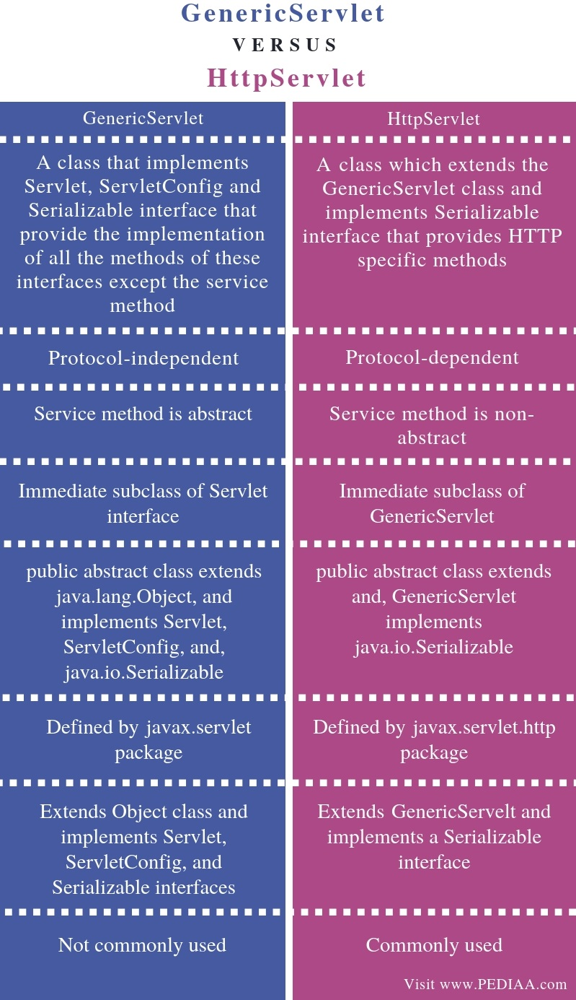 GenericServlet
VERSUS
HttpServlet
GenericServlet
HttpServlet
A class that implements
Servlet, ServletConfig and
Serializable interface that
provide the implementation
of all the methods of these
interfaces except the service
method
A class which extends the
GenericServlet class and
implements Serializable
interface that provides HTTP
specific methods
Protocol-independent
Protocol-dependent
Service method is abstract
Service method is non-
abstract
Immediate subclass of Servlet
interface
Immediate subclass of
GenericServlet
public abstract class extends
java.lang.Object, and
implements Servlet,
ServletConfig, and,
java.io.Serializable
public abstract class extends
and, GenericServlet
implements
java.io.Serializable
Defined by javax.servlet
package
Defined by javax.servlet.http
package
Extends Object class and
implements Servlet,
ServletConfig, and
Serializable interfaces
Extends GenericServelt and
implements a Serializable
interface
Not commonly used
Commonly used
Visit www.PEDIAA.com